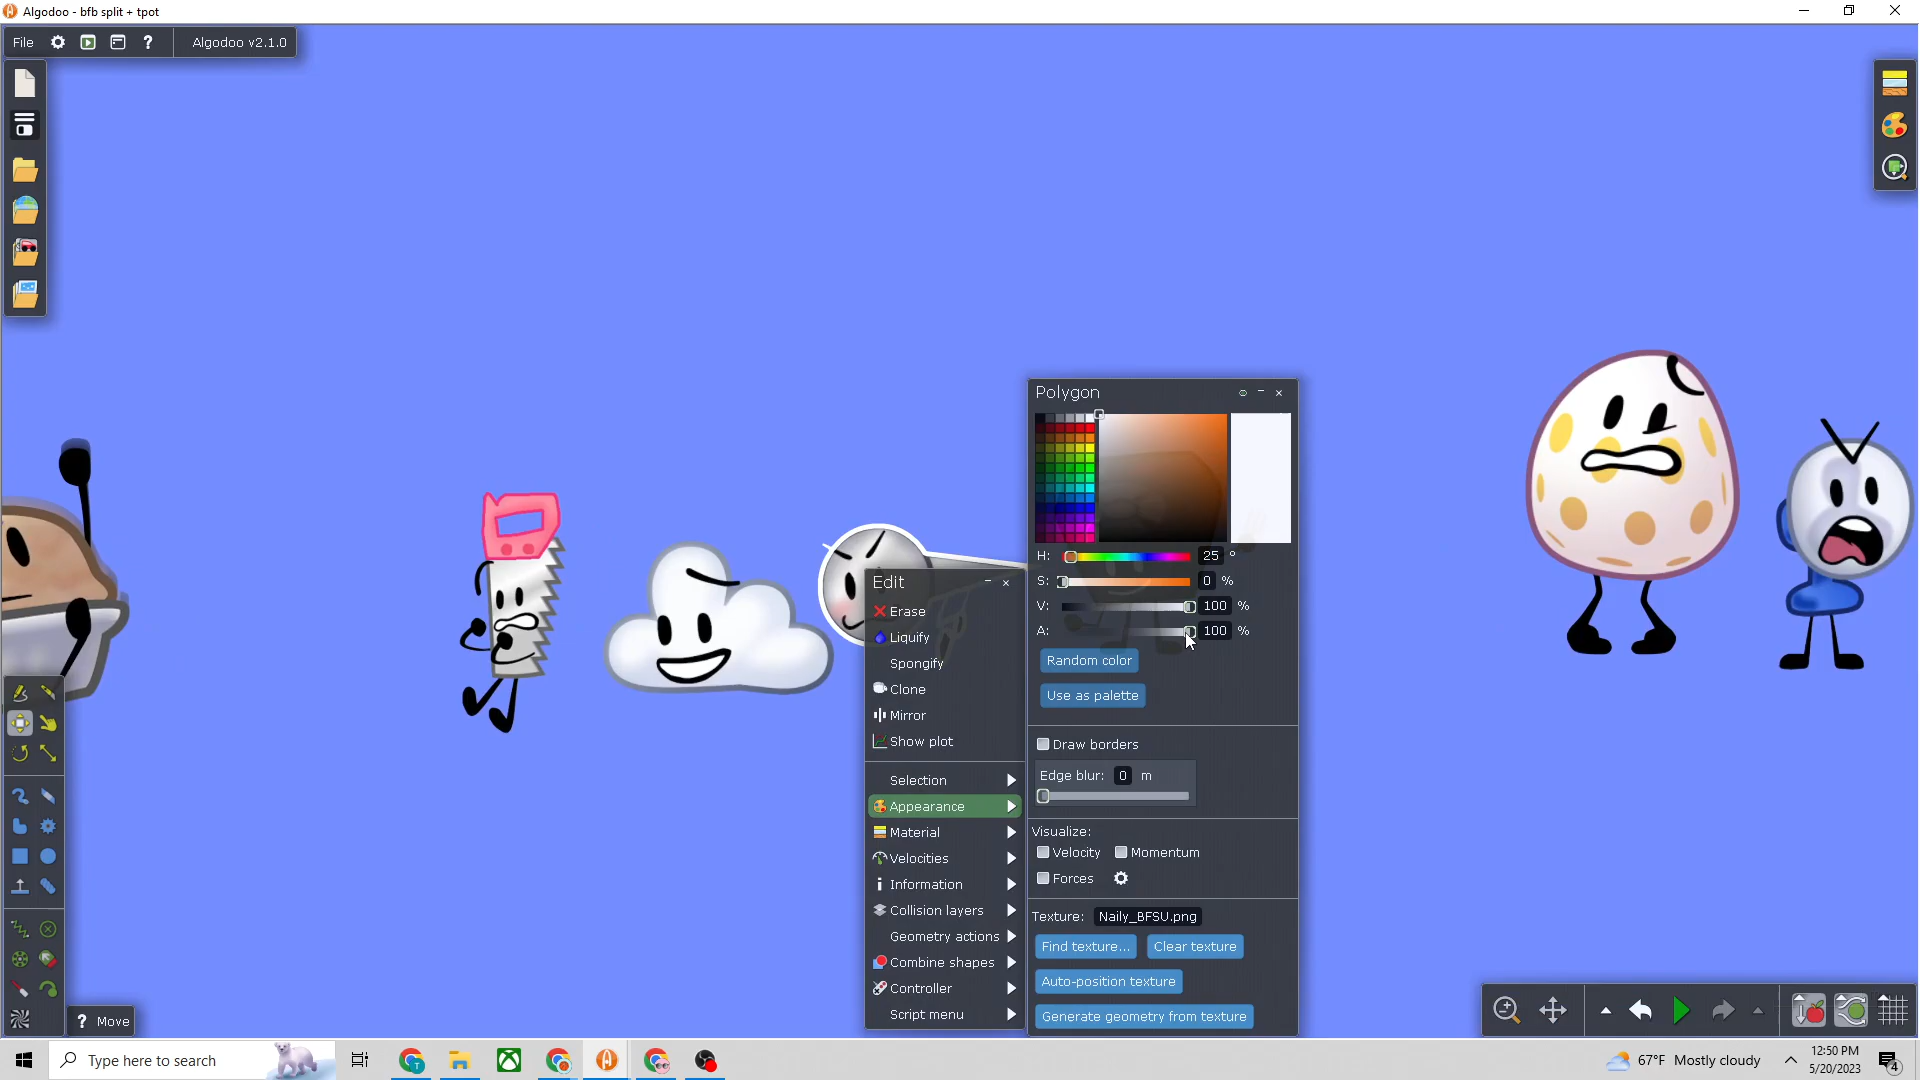 Algodoo - bfb split + tpot
File
Algodoo v2.1.0
Polygon
H: 25 °
S: 0 %
V: 100 %
A: 100 %
Random color
Use as palette
Draw borders
Edge blur: 0 m
Visualize:
Velocity Momentum
Forces
Texture: Naily_BFSU.png
Find texture... Clear texture
Auto-position texture
Generate geometry from texture
Edit
Erase
Liquify
Spongify
Clone
Mirror
Show plot
Selection
Appearance
Material
Velocities
Information
Collision layers
Geometry actions
Combine shapes
Controller
Script menu
? Move
Type here to search
67°F Mostly cloudy
12:50 PM
5/20/2023
4